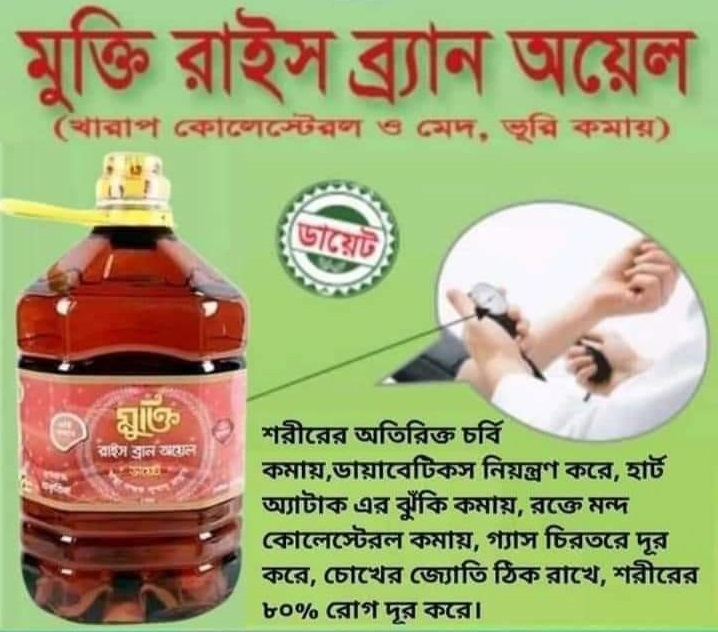 মুক্তি রাইস ব্র্যান অয়েল
(খারাপ কোলেস্টেরল ও মেদ, ভূরি কমায়)
ডায়েট
মুক্তি
রাইস ব্রান অয়েল
ডায়েট
শরীরের অতিরিক্ত চর্বি
কমায়,ডায়াবেটিকস নিয়ন্ত্রণ করে, হার্ট
অ্যাটাক এর ঝুঁকি কমায়, রক্তে মন্দ
কোলেস্টেরল কমায়, গ্যাস চিরতরে দূর
করে, চোখের জ্যোতি ঠিক রাখে, শরীরের
৮০% রোগ দূর করে।